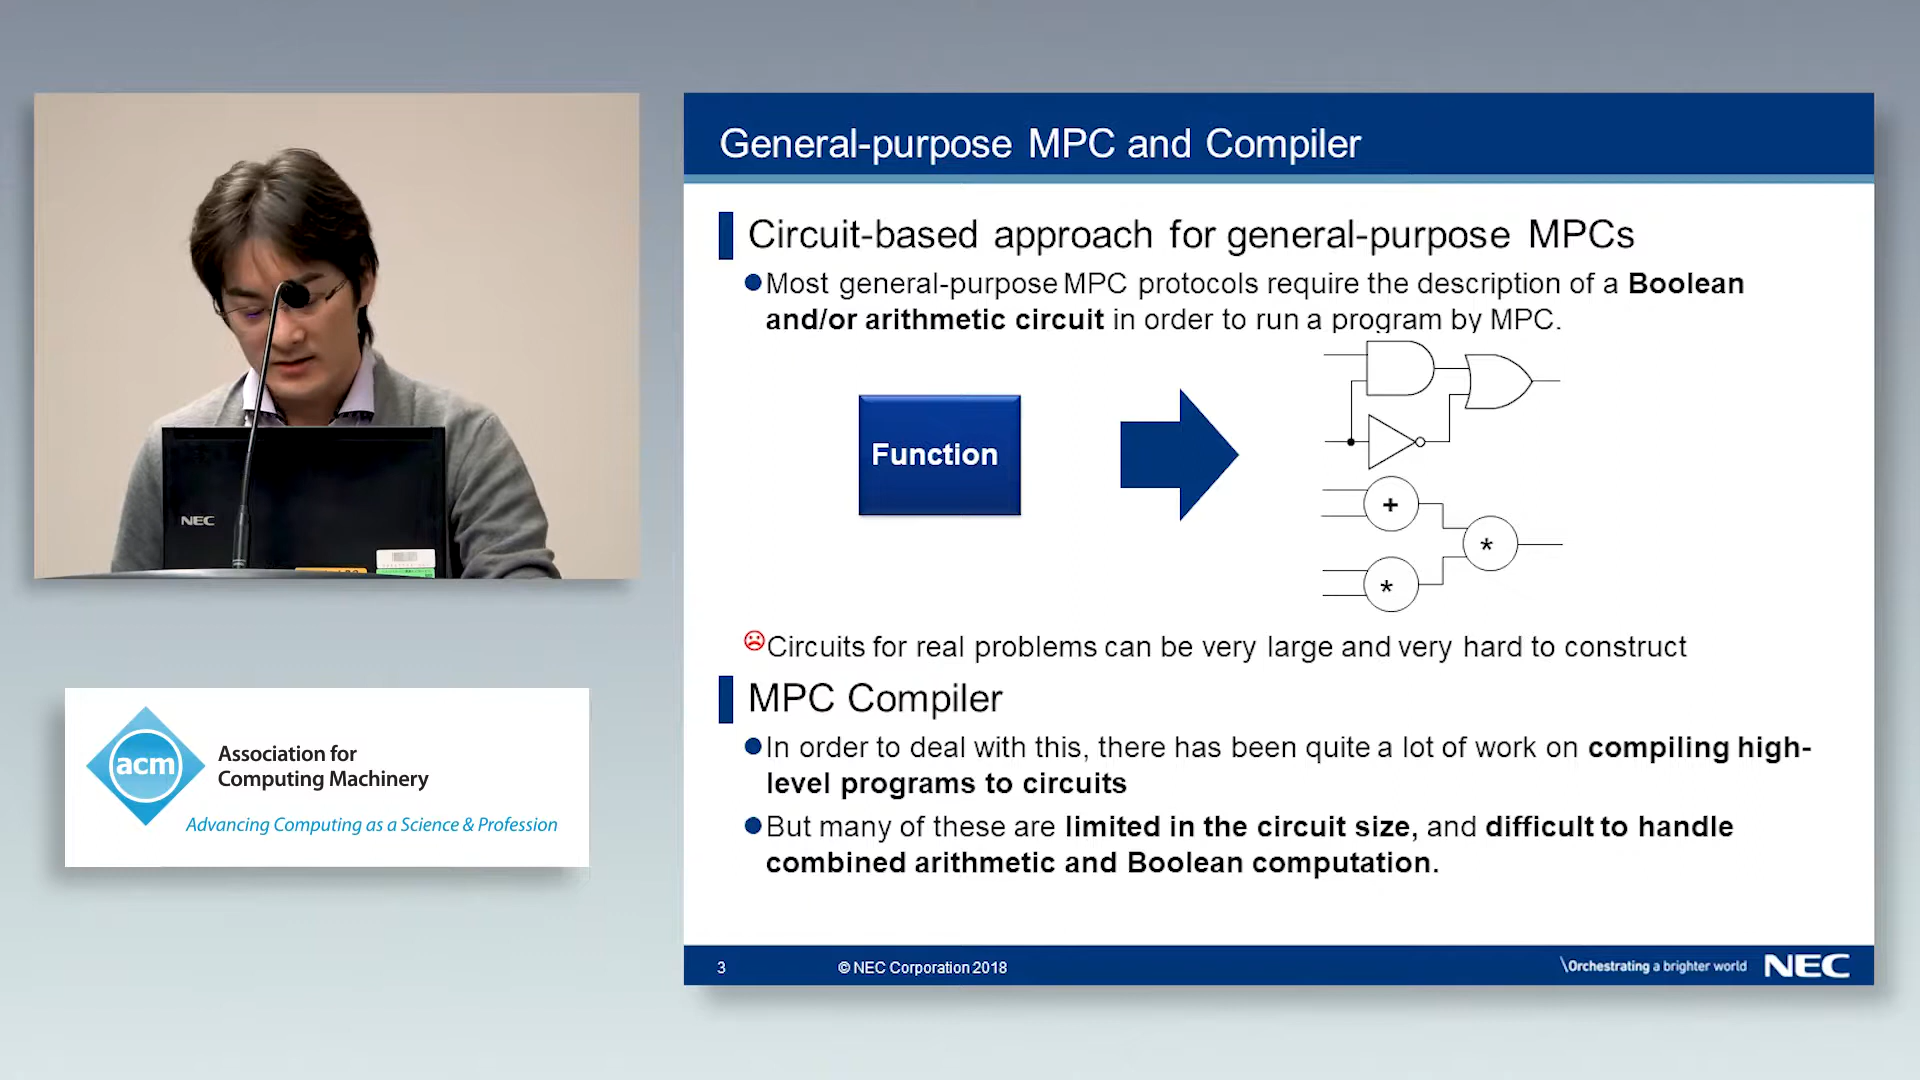 General-purpose MPC and Compiler
Circuit-based approach for general-purpose MPCs
Most general-purpose MPC protocols require the description of a Boolean
and/or arithmetic circuit in order to run a program by MPC.
Function
+
*
*
Circuits for real problems can be very large and very hard to construct
MPC Compiler
In order to deal with this, there has been quite a lot of work on compiling high-
level programs to circuits
But many of these are limited in the circuit size, and difficult to handle
combined arithmetic and Boolean computation.
3
© NEC Corporation 2018
\Orchestrating a brighter world
NEC
NEC
acm
Association for
Computing Machinery
Advancing Computing as a Science & Profession